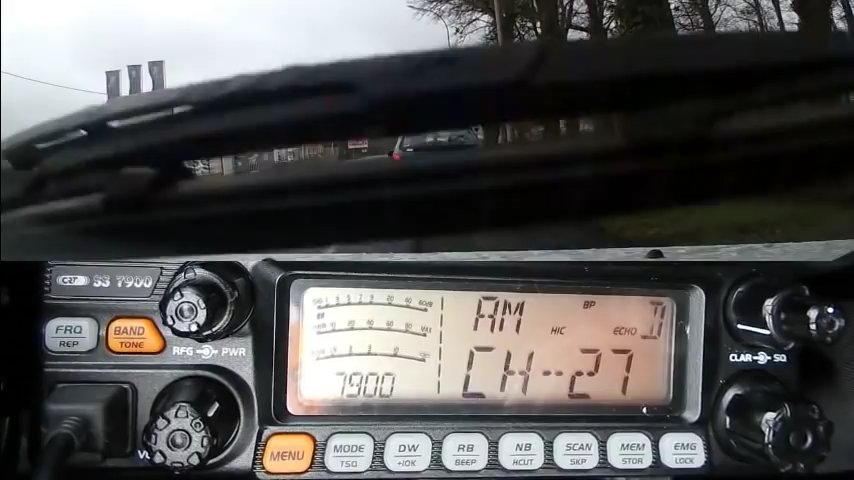 CRT SS 7900
FRQ BAND
REP TONE
RFG PWR
AM BP HIC ECHO D
7900 CH--27
CLAR SQ
MENU MODE DW RB NB SCAN MEM EMG
TSQ +10K BEEP HCUT SKP STOR LOCK